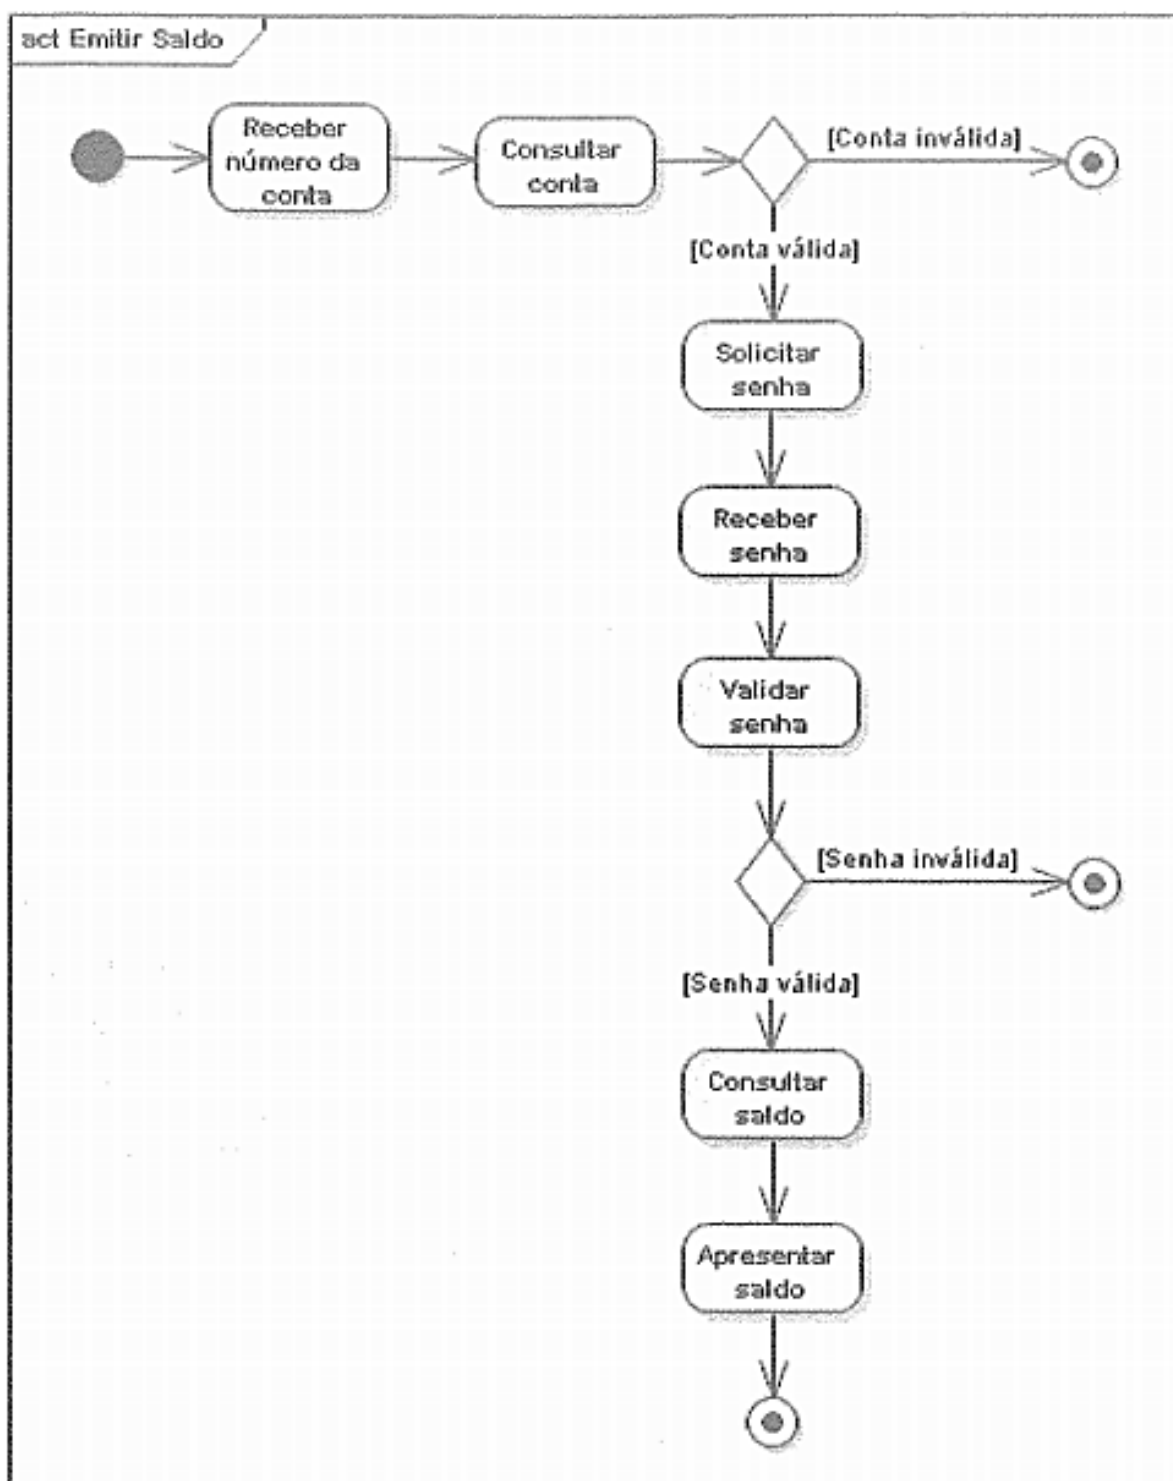 act Emitir Saldo
Receber
número da
conta
Consultar
conta
[Conta inválida]
[Conta válida]
Solicitar
senha
Receber
senha
Validar
senha
[Senha inválida]
[Senha válida]
Consultar
saldo
Apresentar
saldo